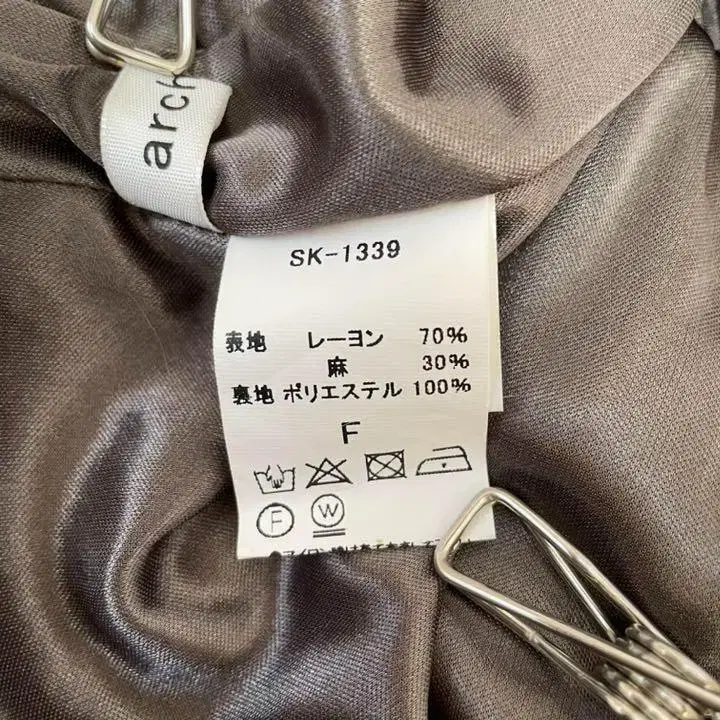 arch
SK-1339
表地 レーヨン 70%
麻 30%
裏地 ポリエステル 100%
F
F
W